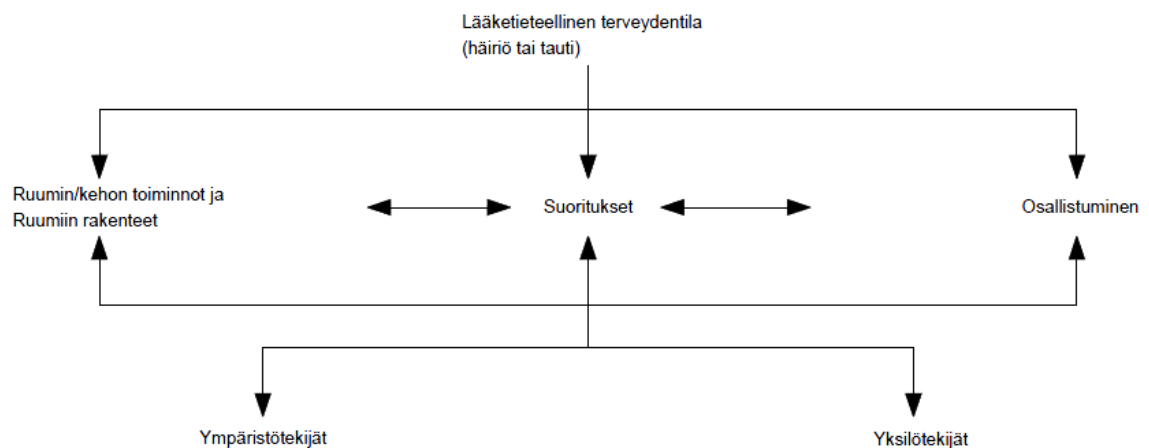 Lääketieteellinen terveydentila
(häiriö tai tauti)
Ruumin/kehon toiminnot ja
Ruumiin rakenteet
Suoritukset
Osallistuminen
Ympäristötekijät
Yksilötekijät